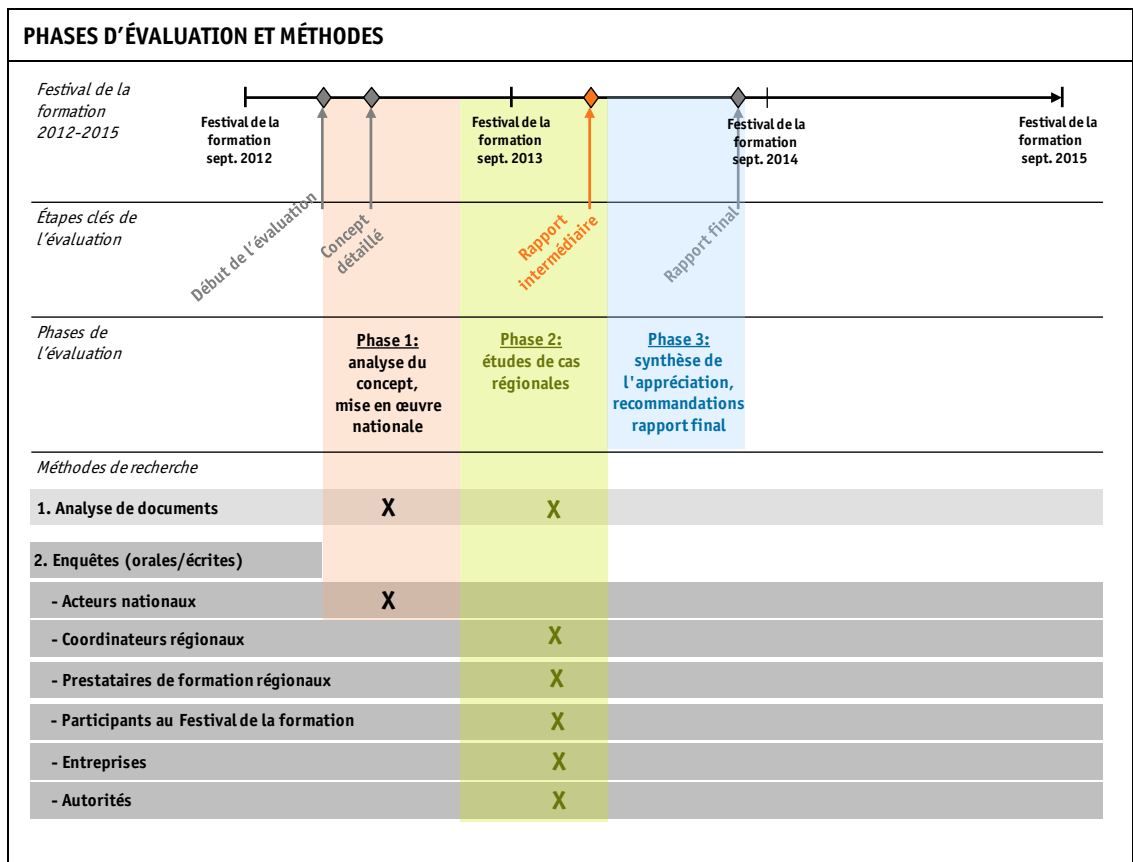 PHASES D'ÉVALUATION ET MÉTHODES
Festival de la
formation
2012-2015
Festival de la
formation
sept. 2012
Festival de la
formation
sept. 2013
Festival de la
formation
sept. 2014
Festival de la
formation
sept. 2015
Étapes clés de
l'évaluation
Début de l'évaluation
Concept
détaillé
Rapport
intermédiaire
Rapport final
Phases de
l'évaluation
Phase 1:
analyse du
concept,
mise en œuvre
nationale
Phase 2:
études de cas
régionales
Phase 3:
synthèse de
l'appréciation,
recommandations
rapport final
Méthodes de recherche
1. Analyse de documents X X
2. Enquêtes (orales/écrites)
- Acteurs nationaux X
- Coordinateurs régionaux X
- Prestataires de formation régionaux X
- Participants au Festival de la formation X
- Entreprises X
- Autorités X